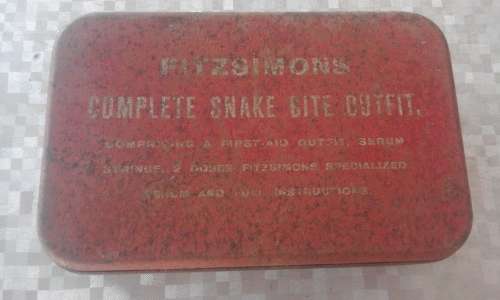 FITZSIMONS
COMPLETE SNAKE BITE OUTFIT.
COMPRISING A FIRST-AID OUTFIT, SERUM
SYRINGE, 2 DOSES FITZSIMONS SPECIALIZED
SERUM AND FULL INSTRUCTIONS.